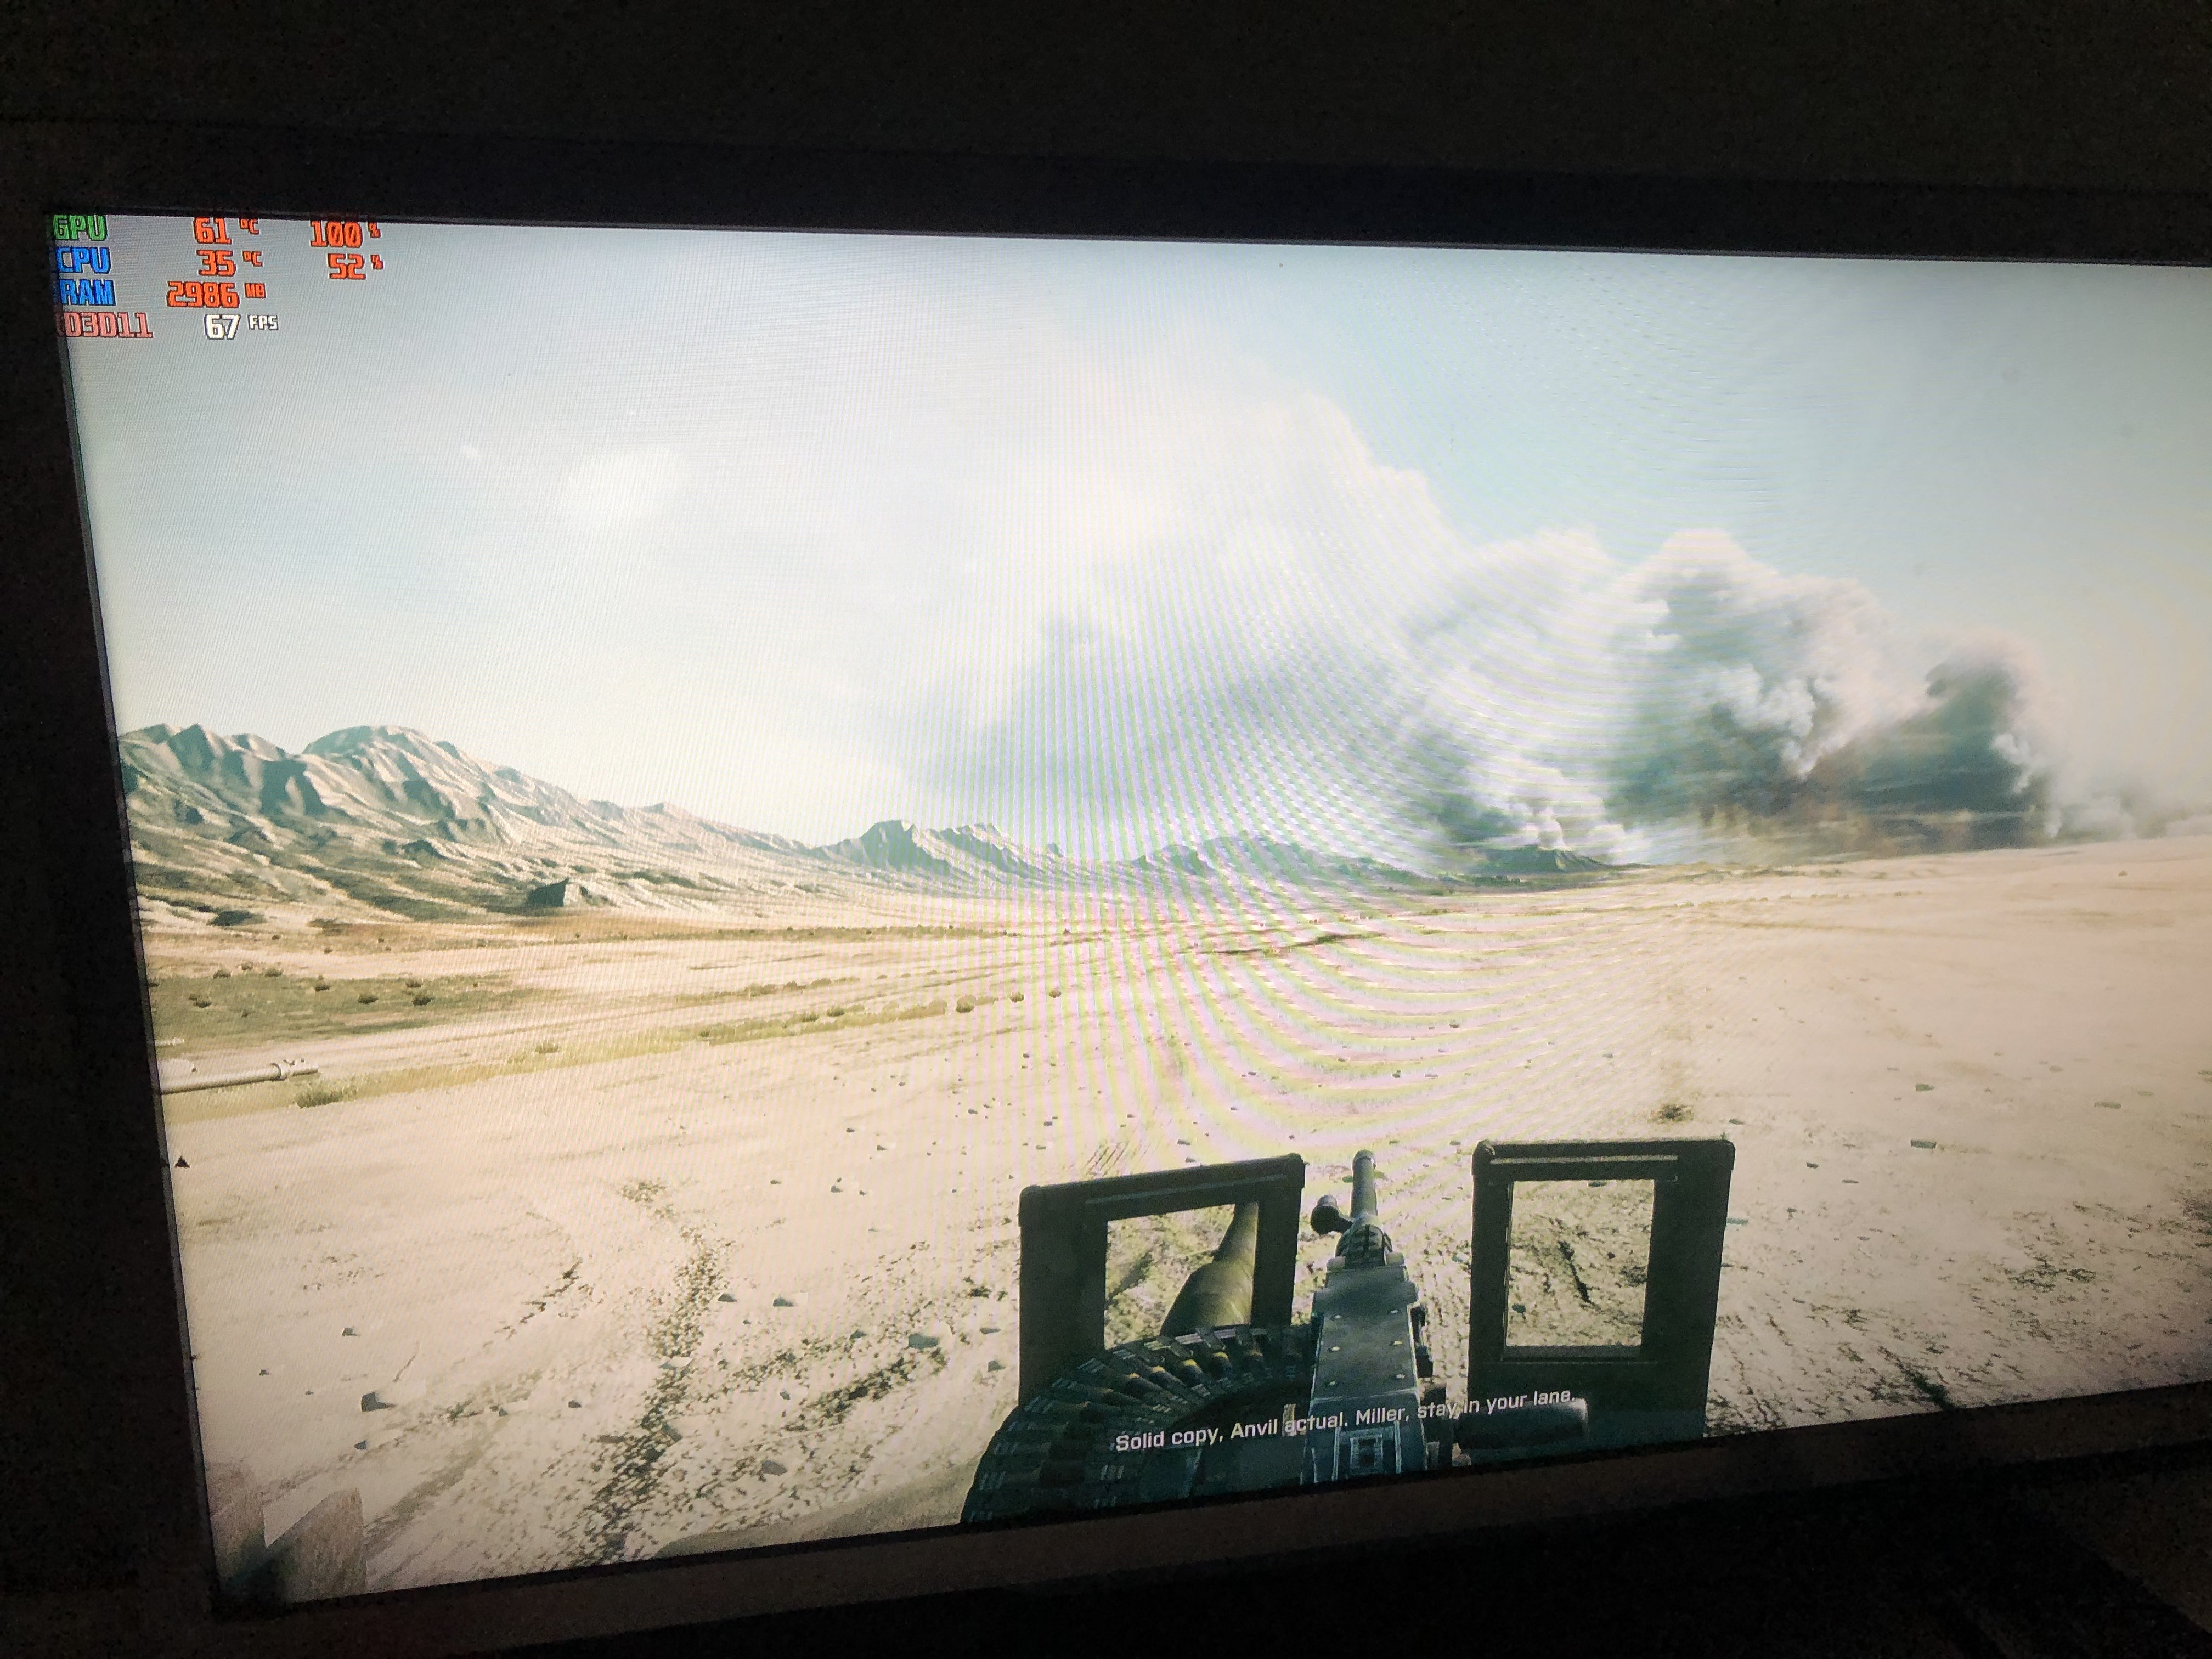 GPU 61 °C 100 %
CPU 35 °C 52 %
RAM 2986 MB
D3D11 67 FPS
Solid copy, Anvil actual. Miller, stay in your lane.